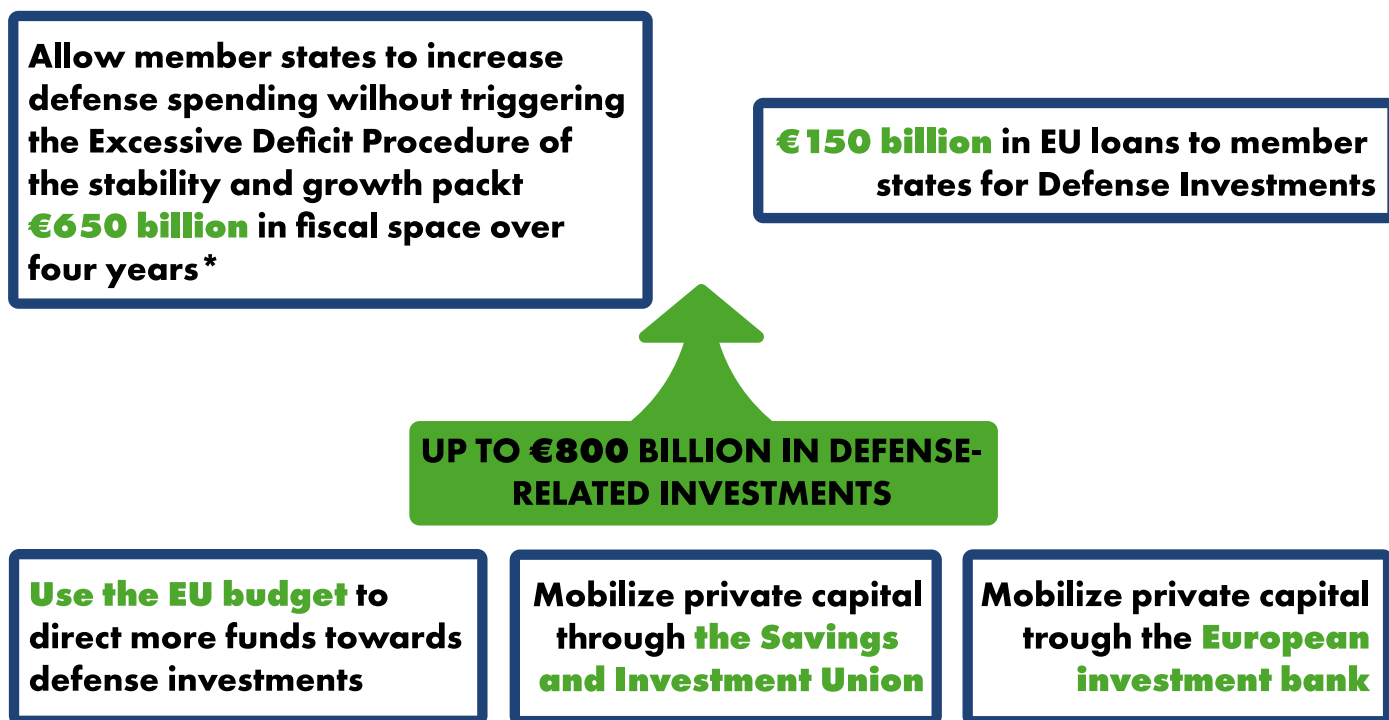 Allow member states to increase
defense spending wilhout triggering
the Excessive Deficit Procedure of
the stability and growth packt
€650 billion in fiscal space over
four years*
€150 billion in EU loans to member
states for Defense Investments
UP TO €800 BILLION IN DEFENSE-
RELATED INVESTMENTS
Use the EU budget to
direct more funds towards
defense investments
Mobilize private capital
through the Savings
and Investment Union
Mobilize private capital
trough the European
investment bank